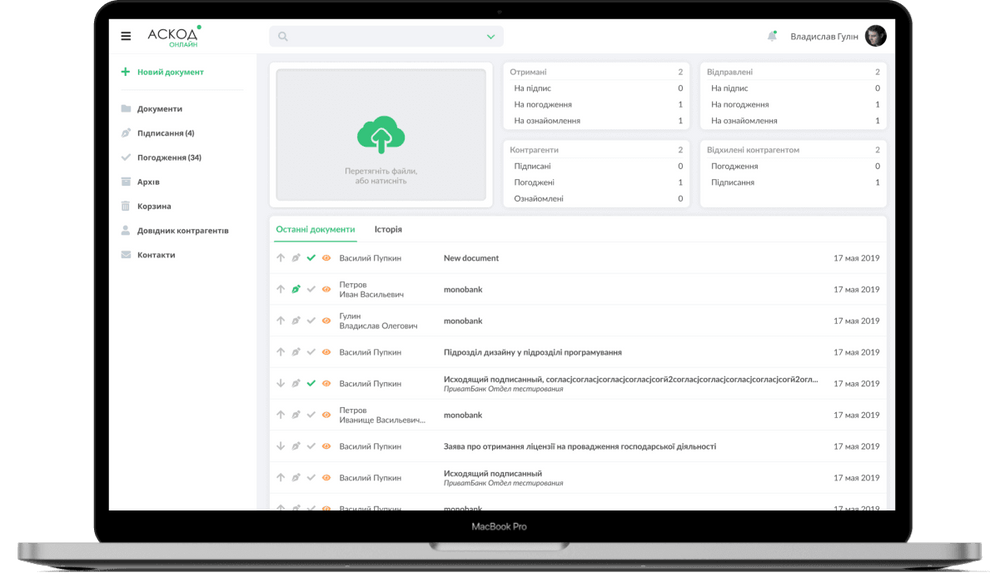 АСКОД
ОНЛАЙН
Владислав Гулін
Новий документ
Документи
Підписання (4)
Погодження (34)
Архів
Корзина
Довідник контрагентів
Контакти
Перетягніть файли,
або натисніть
Отримані 2
На підпис 0
На погодження 1
На ознайомлення 1
Відправлені 2
На підпис 0
На погодження 1
На ознайомлення 1
Контрагенти 2
Підписані 0
Погоджені 1
Ознайомлені 0
Відхилені контрагентом 2
Погодження 0
Підписання 1
Останні документи Історія
Василий Пупкин New document 17 мая 2019
Петров
Иван Васильевич monobank 17 мая 2019
Гулин
Владислав Олегович monobank 17 мая 2019
Василий Пупкин Підрозділ дизайну у підрозділі програмування 17 мая 2019
Исходящий подписанный, согласјсогласјсогласјсогласјсогй2согласјсогласјсогласјсогласјсогй2огл...
Василий Пупкин ПриватБанк Отдел тестирования 17 мая 2019
Петров
Иванище Васильевич... monobank 17 мая 2019
Василий Пупкин Заява про отримання ліцензії на провадження господарської діяльності 17 мая 2019
Исходящий подписанный
Василий Пупкин ПриватБанк Отдел тестирования 17 мая 2019
Василий Пупкин monobank 17 мая 2019
MacBook Pro